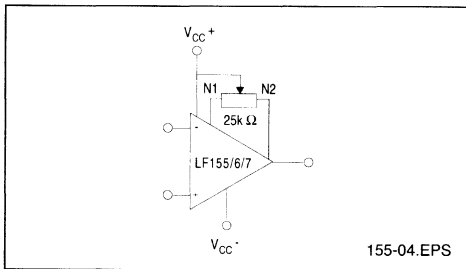 VCC+
N1 N2
25k Ω
-
LF155/6/7
+
VCC-
155-04.EPS